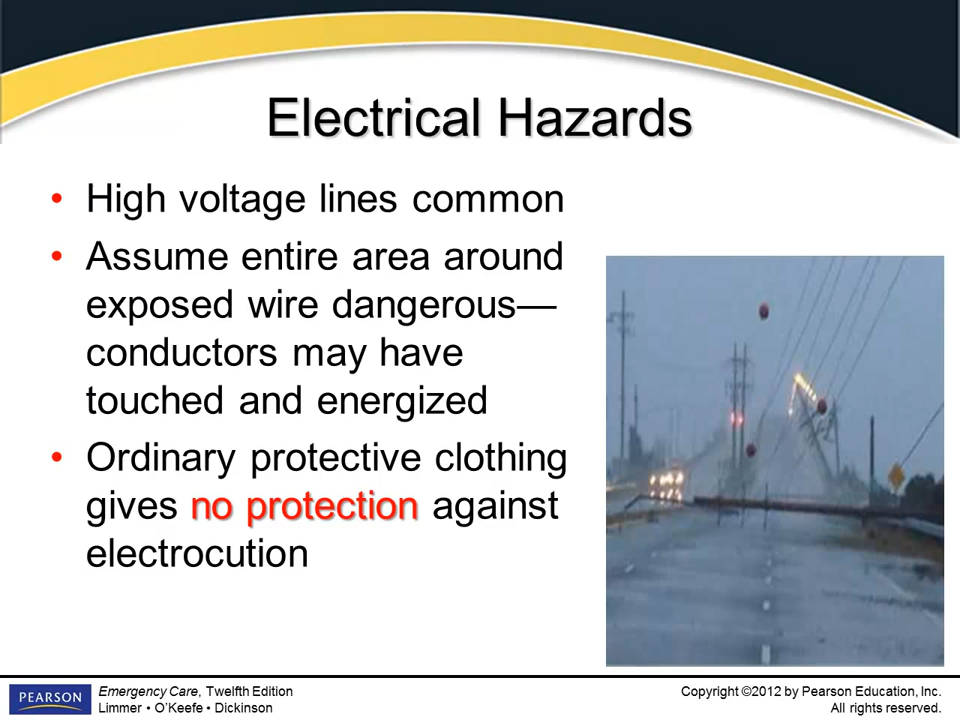 Electrical Hazards
• High voltage lines common
• Assume entire area around
exposed wire dangerous—
conductors may have
touched and energized
• Ordinary protective clothing
gives no protection against
electrocution
PEARSON
Emergency Care, Twelfth Edition
Limmer • O’Keefe • Dickinson
Copyright ©2012 by Pearson Education, Inc.
All rights reserved.